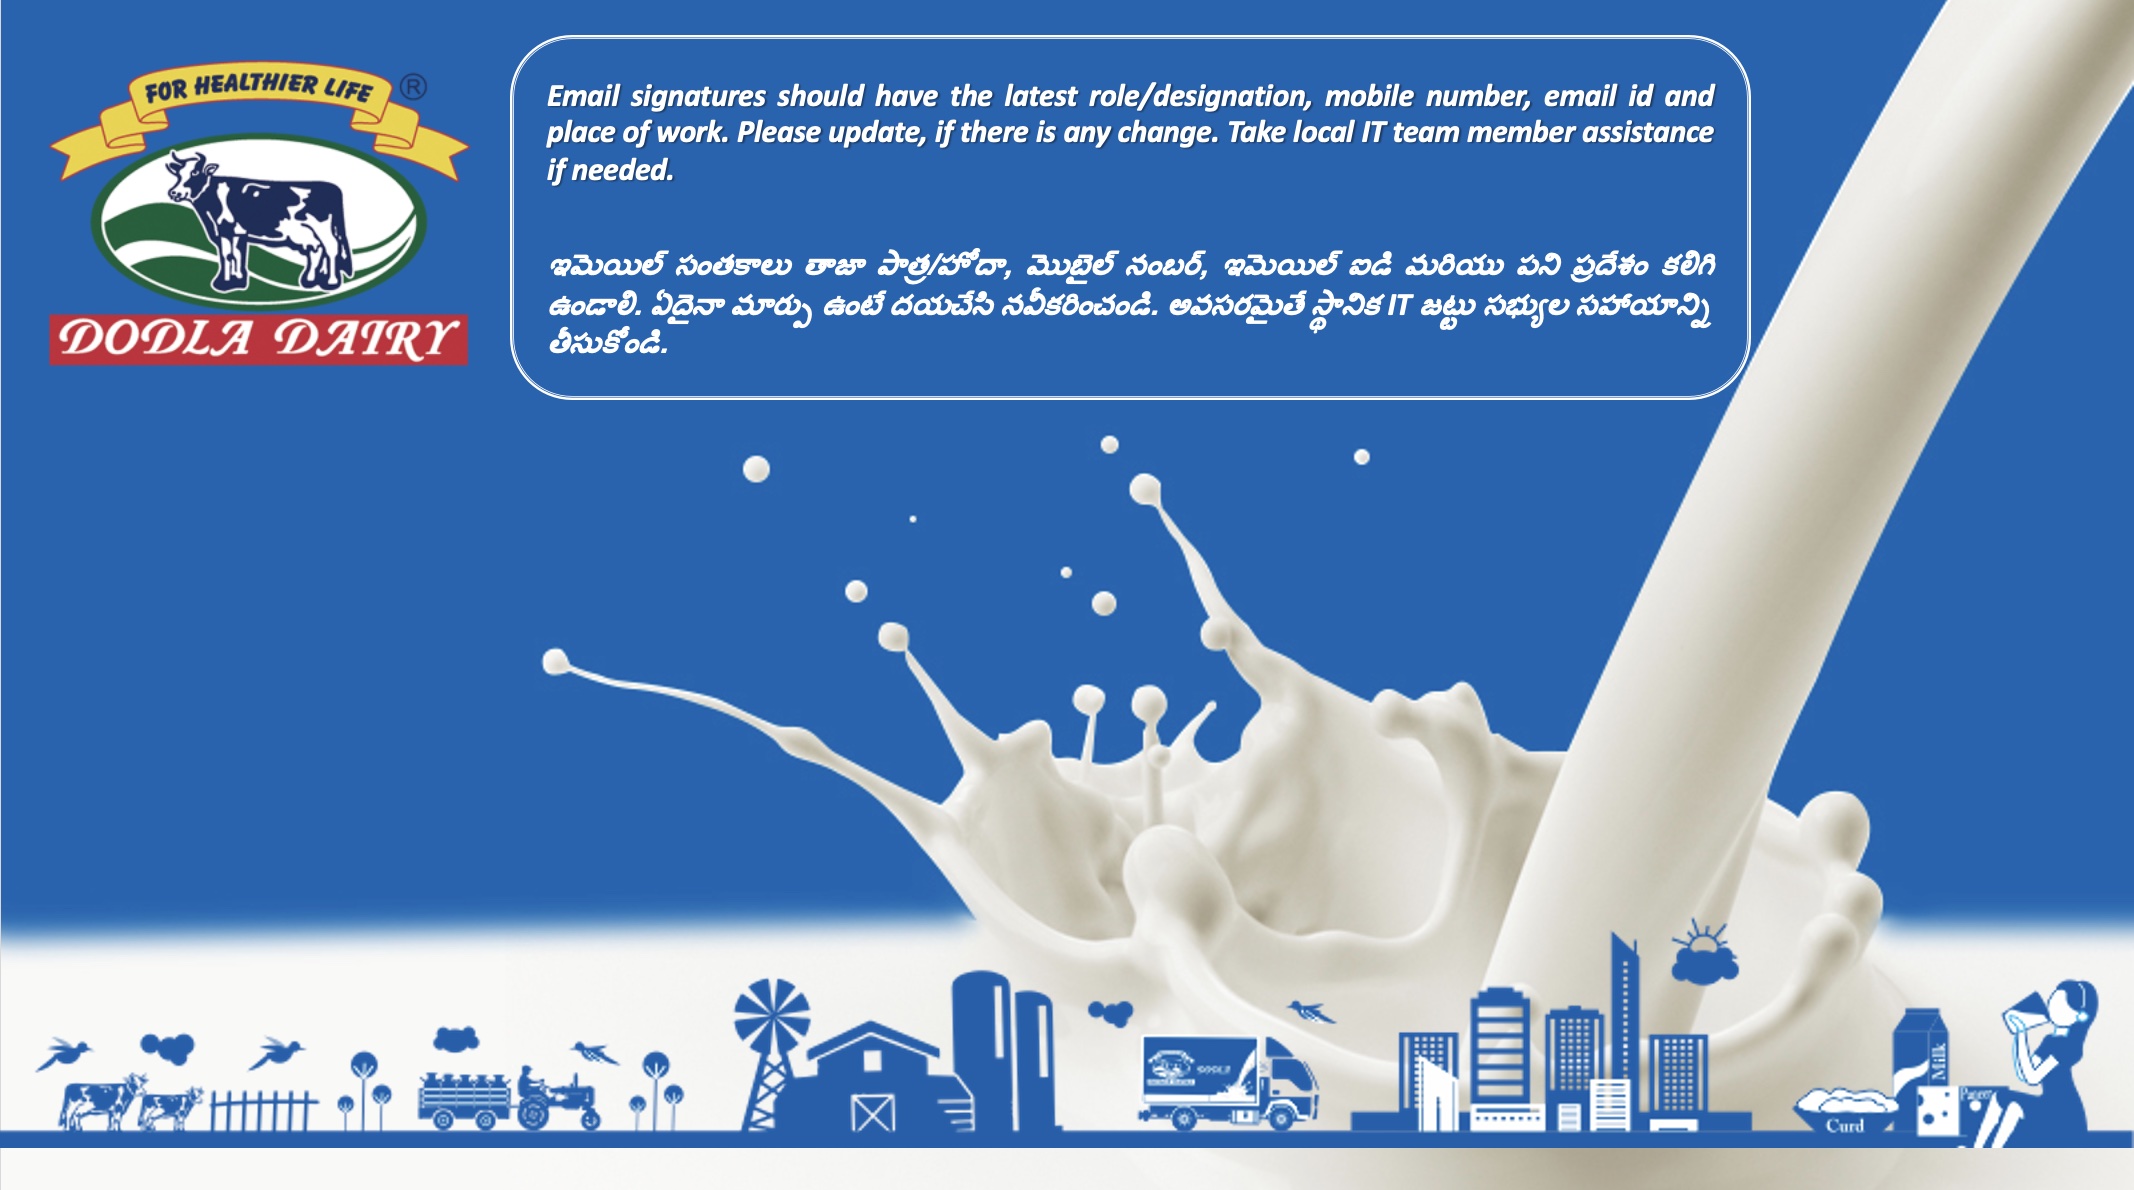 FOR HEALTHIER LIFE ®
DODLA DAIRY
Email signatures should have the latest role/designation, mobile number, email id and
place of work. Please update, if there is any change. Take local IT team member assistance
if needed.
ఇమెయిల్ సంతకాలు తాజా పాత్ర/హోదా, మొబైల్ నంబర్, ఇమెయిల్ ఐడి మరియు పని ప్రదేశం కలిగి
ఉండాలి. ఏదైనా మార్పు ఉంటే దయచేసి నవీకరించండి. అవసరమైతే స్థానిక IT జట్టు సభ్యుల సహాయాన్ని
తీసుకోండి.
DODLA
Milk
Paneer
Curd